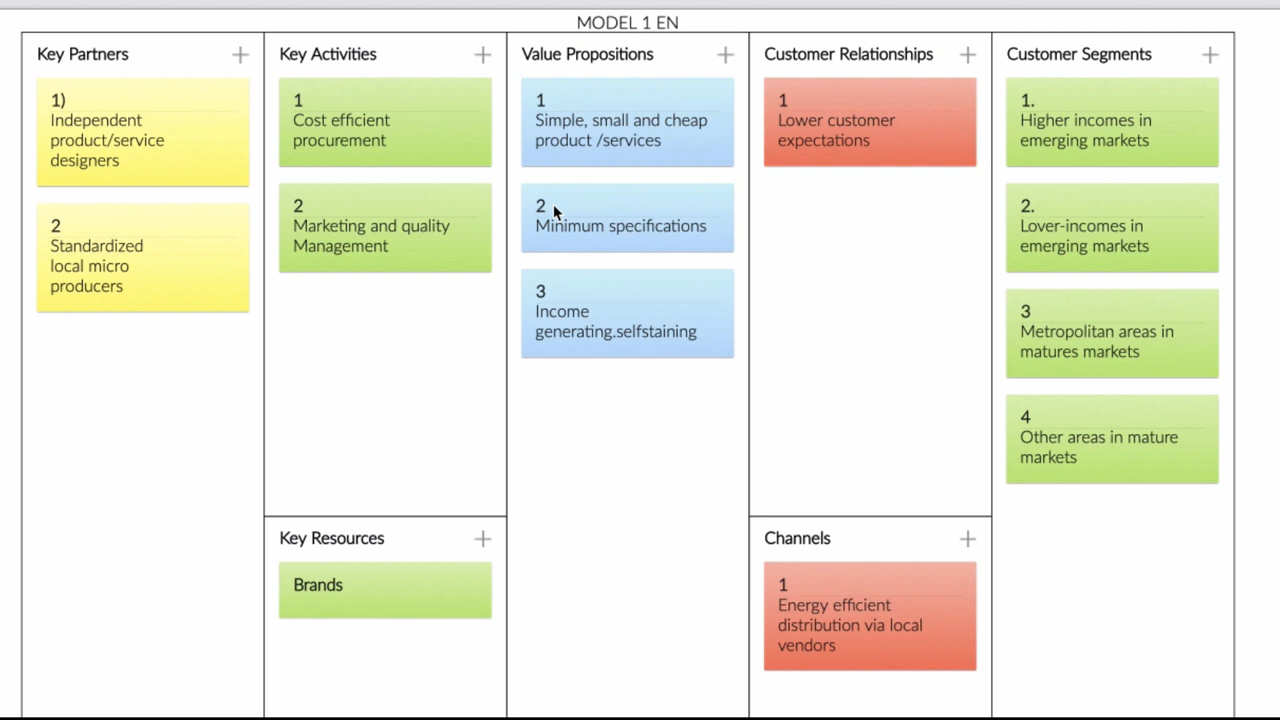 MODEL 1 EN
Key Partners
1)
Independent
product/service
designers
2
Standardized
local micro
producers
Key Activities
1
Cost efficient
procurement
2
Marketing and quality
Management
Key Resources
Brands
Value Propositions
1
Simple, small and cheap
product /services
2
Minimum specifications
3
Income
generating.selfstaining
Customer Relationships
1
Lower customer
expectations
Channels
1
Energy efficient
distribution via local
vendors
Customer Segments
1.
Higher incomes in
emerging markets
2.
Lover-incomes in
emerging markets
3
Metropolitan areas in
matures markets
4
Other areas in mature
markets